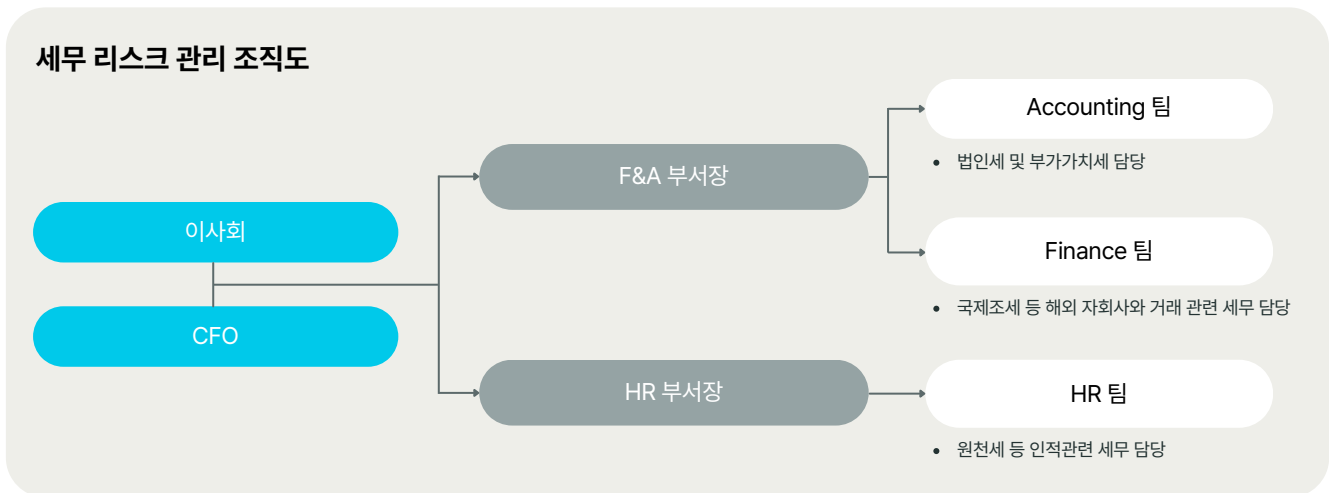 세무 리스크 관리 조직도
이사회
CFO
F&A 부서장
HR 부서장
Accounting 팀
• 법인세 및 부가가치세 담당
Finance 팀
• 국제조세 등 해외 자회사와 거래 관련 세무 담당
HR 팀
• 원천세 등 인적관련 세무 담당